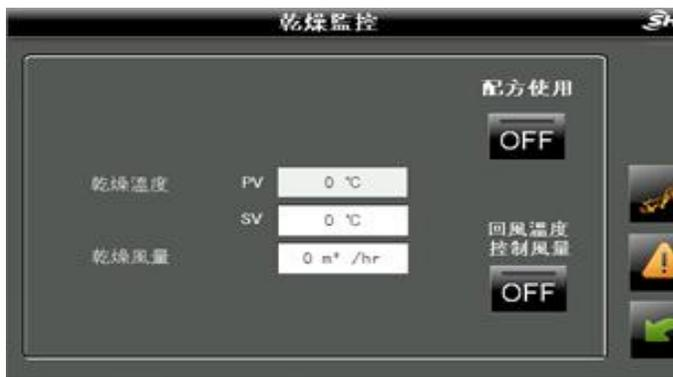 乾燥監控
配方使用
OFF
乾燥溫度 PV 0 ℃
SV 0 ℃
回風溫度
控制風量
乾燥風量 0 m³ /hr
OFF